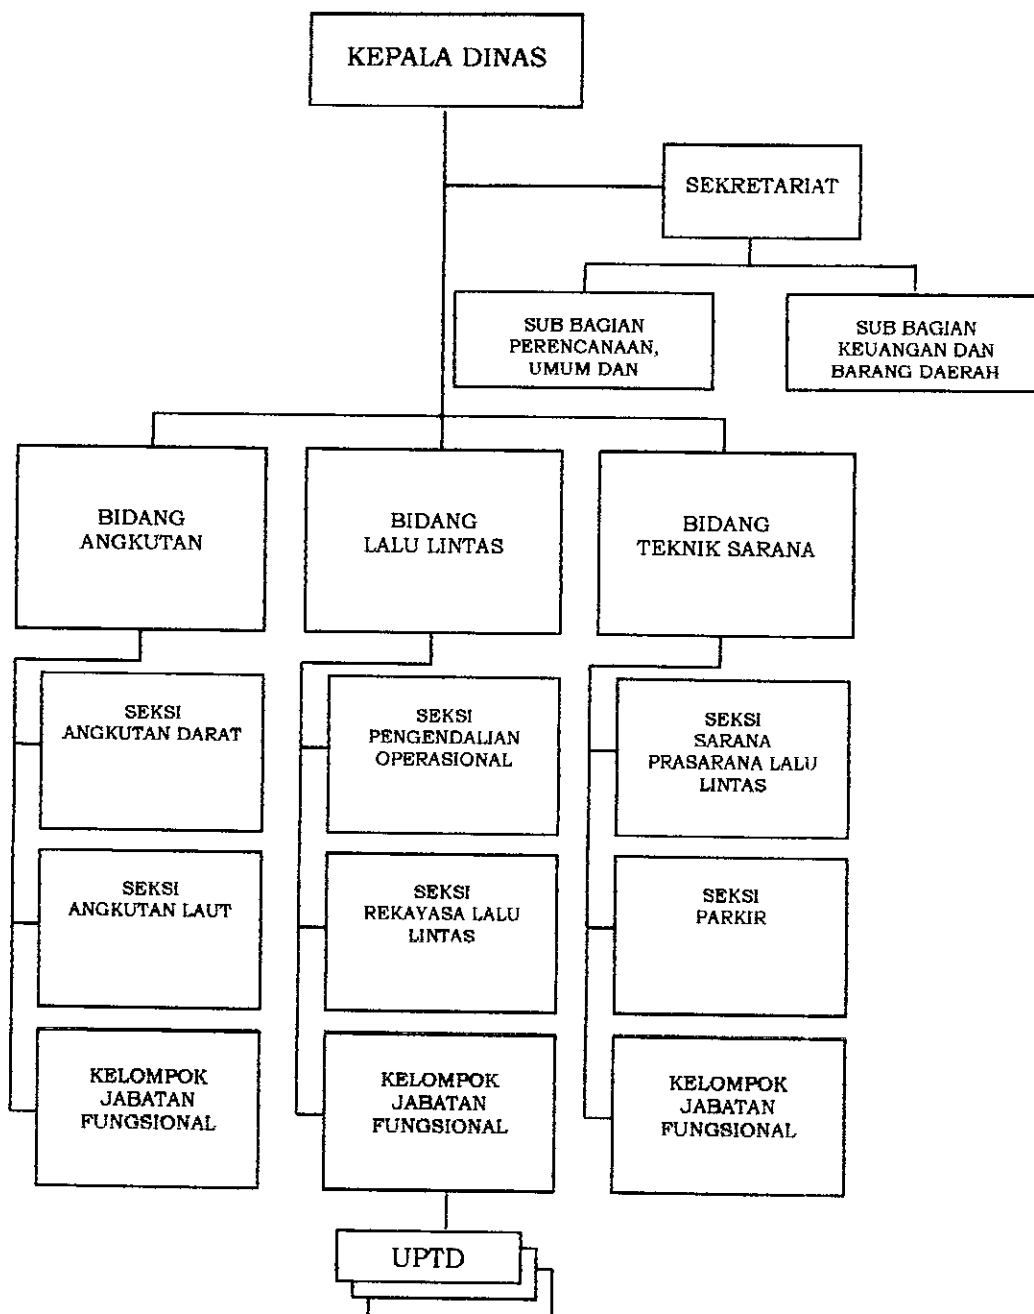 KEPALA DINAS
SEKRETARIAT
SUB BAGIAN
PERENCANAAN,
UMUM DAN
SUB BAGIAN
KEUANGAN DAN
BARANG DAERAH
BIDANG
ANGKUTAN
BIDANG
LALU LINTAS
BIDANG
TEKNIK SARANA
SEKSI
ANGKUTAN DARAT
SEKSI
PENGENDALIAN
OPERASIONAL
SEKSI
SARANA
PRASARANA LALU
LINTAS
SEKSI
ANGKUTAN LAUT
SEKSI
REKAYASA LALU
LINTAS
SEKSI
PARKIR
KELOMPOK
JABATAN
FUNGSIONAL
KELOMPOK
JABATAN
FUNGSIONAL
KELOMPOK
JABATAN
FUNGSIONAL
UPTD